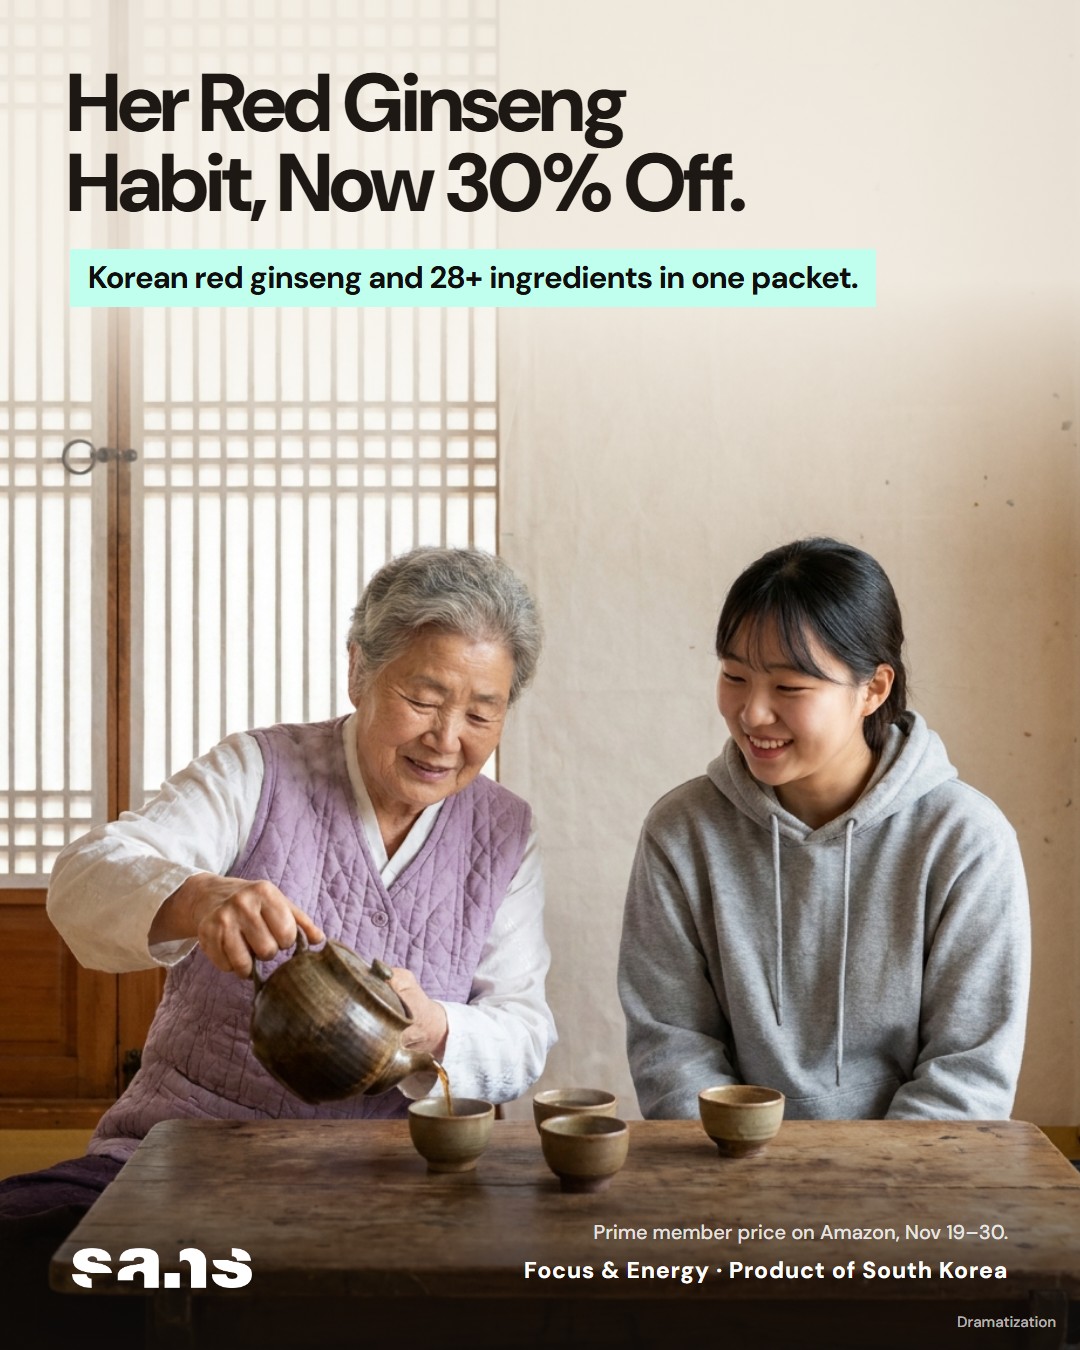 Her Red Ginseng
Habit, Now 30% Off.
Korean red ginseng and 28+ ingredients in one packet.
Prime member price on Amazon, Nov 19–30.
sans
Focus & Energy · Product of South Korea
Dramatization